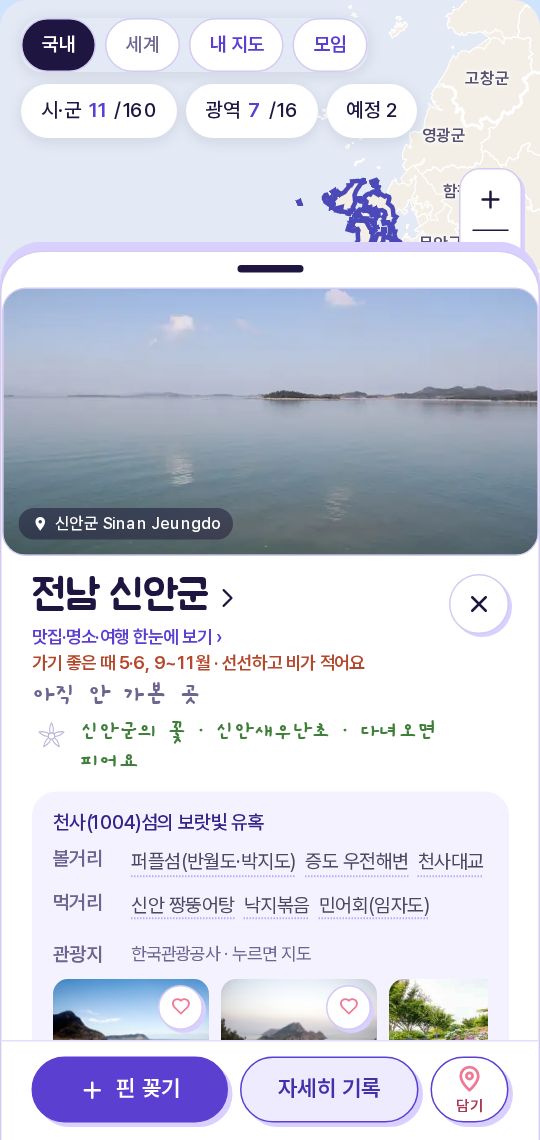 국내 세계 내 지도 모임
시·군 11 /160 광역 7 /16 예정 2
고창군
영광군
함
+
신안군 Sinan Jeungdo
전남 신안군 >
맛집·명소·여행 한눈에 보기 ›
가기 좋은 때 5·6, 9~11월 · 선선하고 비가 적어요
아직 안 가본 곳
신안군의 꽃 · 신안새우난초 · 다녀오면
피어요
천사(1004)섬의 보랏빛 유혹
볼거리 퍼플섬(반월도·박지도) 증도 우전해변 천사대교
먹거리 신안 짱뚱어탕 낙지볶음 민어회(임자도)
관광지 한국관광공사 · 누르면 지도
+ 핀 꽂기 자세히 기록 담기